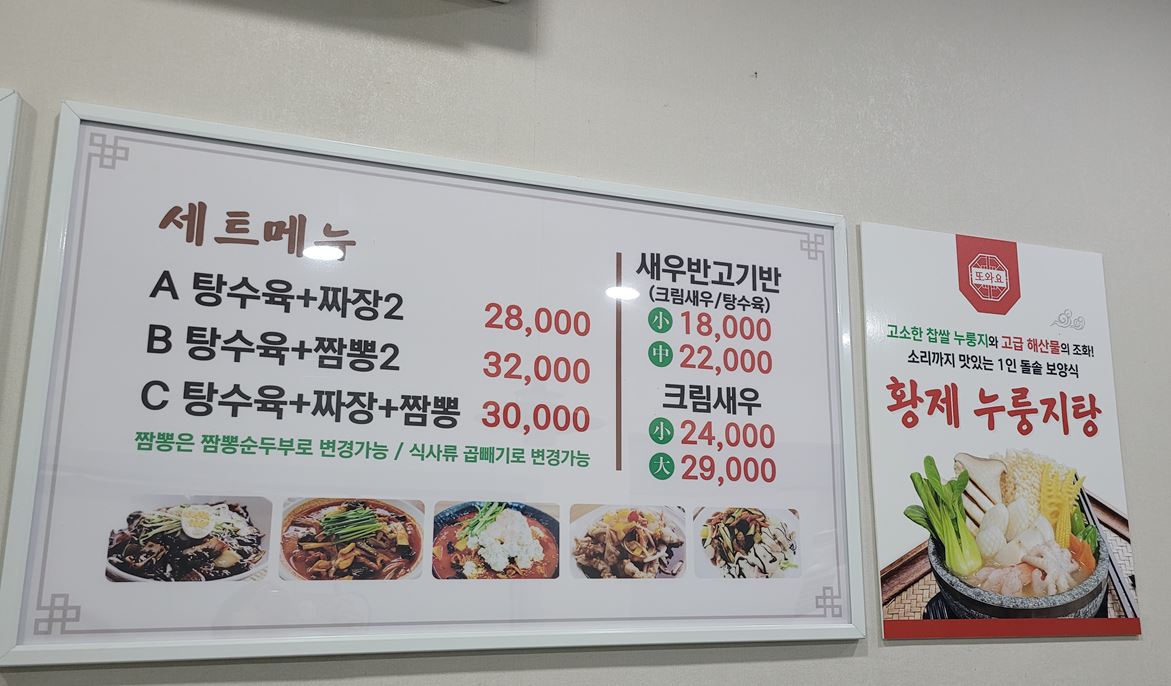 세트메뉴
A 탕수육+짜장2 28,000
B 탕수육+짬뽕2 32,000
C 탕수육+짜장+짬뽕 30,000
짬뽕은 짬뽕순두부로 변경가능 / 식사류 곱빼기로 변경가능
새우반고기반
(크림새우/탕수육)
小 18,000
中 22,000
크림새우
小 24,000
大 29,000
또와요
고소한 찹쌀 누룽지와 고급 해산물의 조화!
소리까지 맛있는 1인 돌솥 보양식
황제 누룽지탕